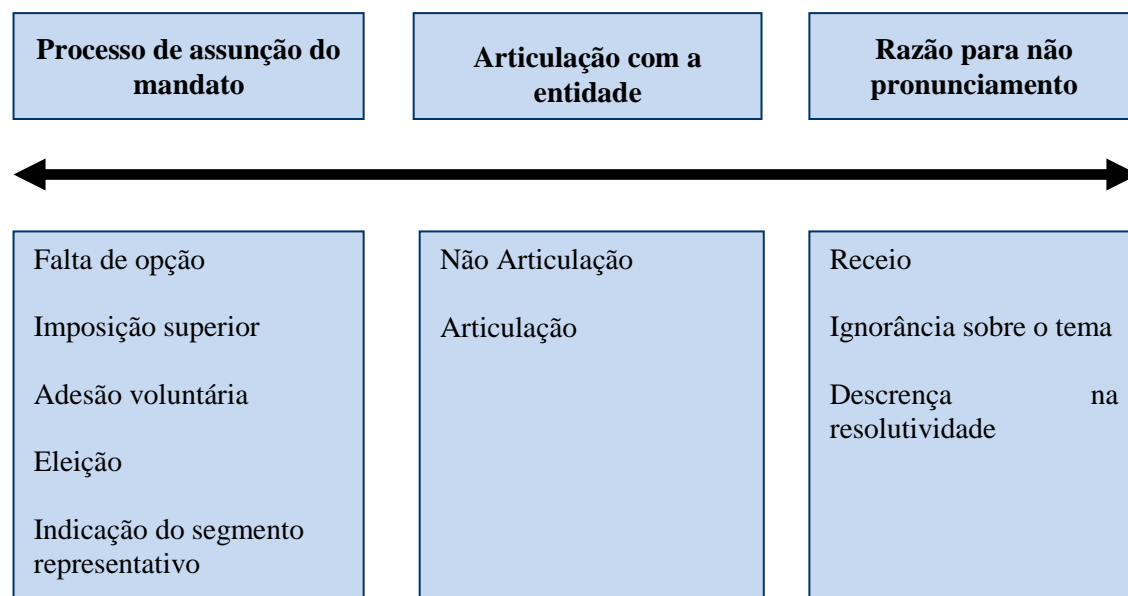 Processo de assunção do
mandato
Articulação com a
entidade
Razão para não
pronunciamento
Falta de opção
Imposição superior
Adesão voluntária
Eleição
Indicação do segmento
representativo
Não Articulação
Articulação
Receio
Ignorância sobre o tema
Descrença na
resolutividade